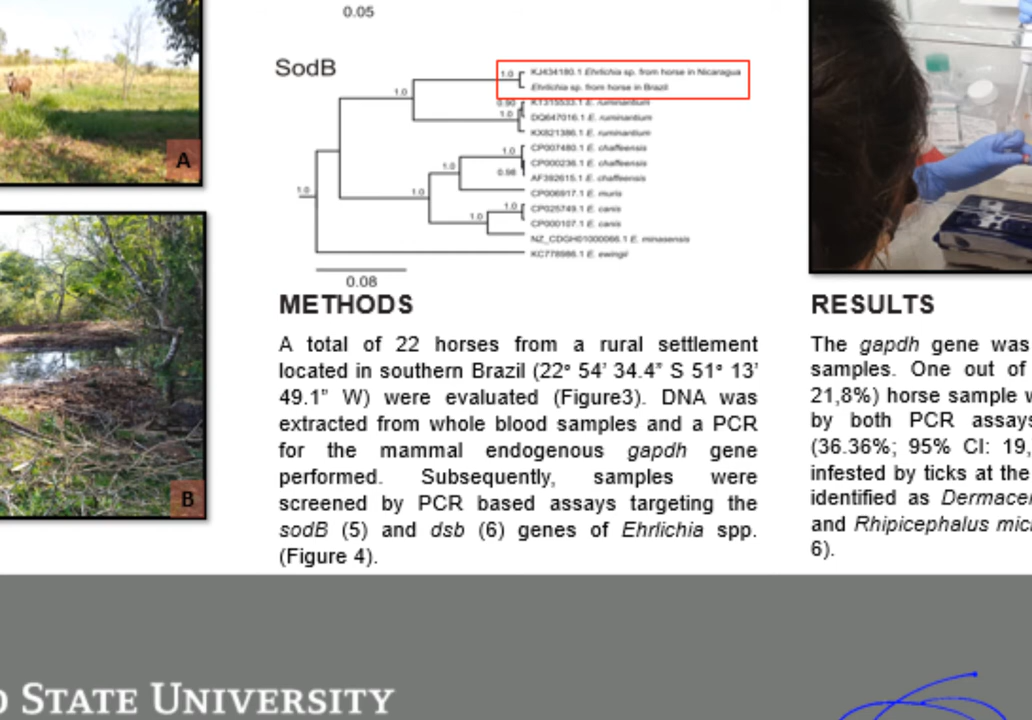 0.05
SodB
1.0 KJ434180.1 Ehrlichia sp. from horse in Nicaragua
Ehrlichia sp. from horse in Brazil
1.0
0.90 KT315533.1 E. ruminantium
1.0 DQ647016.1 E. ruminantium
KX821386.1 E. ruminantium
1.0 CP007480.1 E. chaffeensis
CP000236.1 E. chaffeensis
0.98 AF392615.1 E. chaffeensis
1.0 1.0 CP006917.1 E. muris
1.0 CP025749.1 E. canis
1.0 CP000107.1 E. canis
NZ_CDGH01000066.1 E. minasensis
KC778986.1 E. ewingii
0.08
A
B
METHODS
A total of 22 horses from a rural settlement
located in southern Brazil (22° 54’ 34.4” S 51° 13’
49.1” W) were evaluated (Figure3). DNA was
extracted from whole blood samples and a PCR
for the mammal endogenous gapdh gene
performed. Subsequently, samples were
screened by PCR based assays targeting the
sodB (5) and dsb (6) genes of Ehrlichia spp.
(Figure 4).
RESULTS
The gapdh gene was
samples. One out of
21,8%) horse sample
by both PCR assays
(36.36%; 95% CI: 19,
infested by ticks at the
identified as
and Rhipicephalus
6).
STATE UNIVERSITY